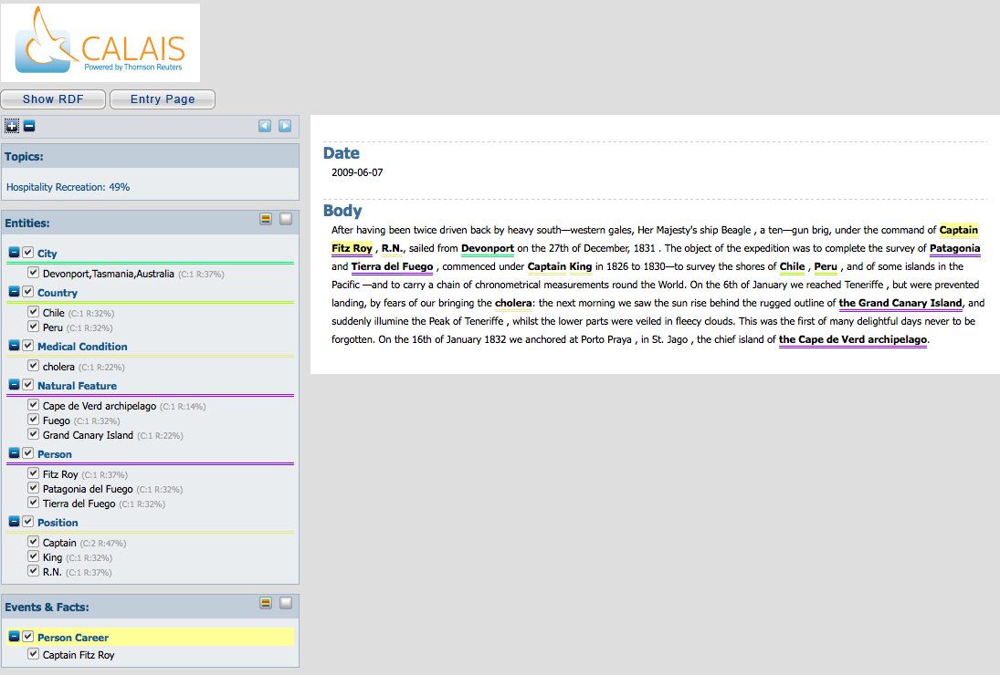 CALAIS
Powered by Thomson Reuters
Show RDF
Entry Page
Topics:
Hospitality Recreation: 49%
Entities:
City
Devonport,Tasmania,Australia (C:1 R:37%)
Country
Chile (C:1 R:32%)
Peru (C:1 R:32%)
Medical Condition
cholera (C:1 R:22%)
Natural Feature
Cape de Verd archipelago (C:1 R:14%)
Fuego (C:1 R:32%)
Grand Canary Island (C:1 R:22%)
Person
Fitz Roy (C:1 R:37%)
Patagonia del Fuego (C:1 R:32%)
Tierra del Fuego (C:1 R:32%)
Position
Captain (C:2 R:47%)
King (C:1 R:32%)
R.N. (C:1 R:37%)
Events & Facts:
Person Career
Captain Fitz Roy
Date
2009-06-07
Body
After having been twice driven back by heavy south—western gales, Her Majesty's ship Beagle , a ten—gun brig, under the command of Captain
Fitz Roy , R.N., sailed from Devonport on the 27th of December, 1831 . The object of the expedition was to complete the survey of Patagonia
and Tierra del Fuego , commenced under Captain King in 1826 to 1830—to survey the shores of Chile , Peru , and of some islands in the
Pacific —and to carry a chain of chronometrical measurements round the World. On the 6th of January we reached Teneriffe , but were prevented
landing, by fears of our bringing the cholera: the next morning we saw the sun rise behind the rugged outline of the Grand Canary Island, and
suddenly illumine the Peak of Teneriffe , whilst the lower parts were veiled in fleecy clouds. This was the first of many delightful days never to be
forgotten. On the 16th of January 1832 we anchored at Porto Praya , in St. Jago , the chief island of the Cape de Verd archipelago.